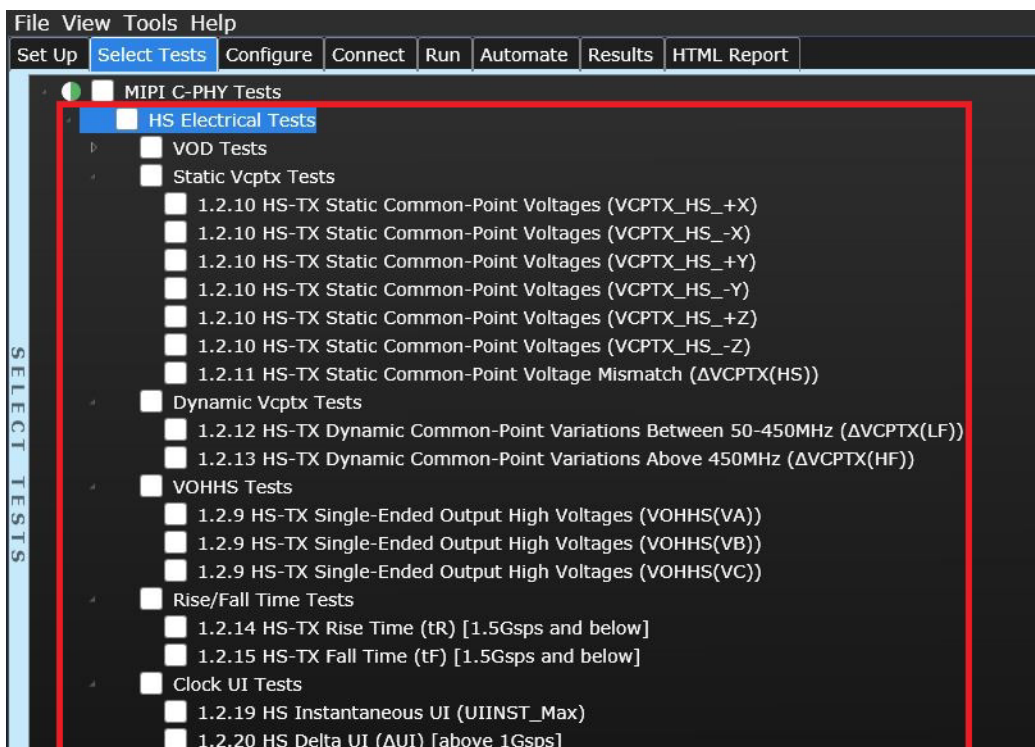 File View Tools Help
Set Up Select Tests Configure Connect Run Automate Results HTML Report
MIPI C-PHY Tests
HS Electrical Tests
VOD Tests
Static Vcptx Tests
1.2.10 HS-TX Static Common-Point Voltages (VCPTX_HS_+X)
1.2.10 HS-TX Static Common-Point Voltages (VCPTX_HS_-X)
1.2.10 HS-TX Static Common-Point Voltages (VCPTX_HS_+Y)
1.2.10 HS-TX Static Common-Point Voltages (VCPTX_HS_-Y)
1.2.10 HS-TX Static Common-Point Voltages (VCPTX_HS_+Z)
1.2.10 HS-TX Static Common-Point Voltages (VCPTX_HS_-Z)
1.2.11 HS-TX Static Common-Point Voltage Mismatch (ΔVCPTX(HS))
Dynamic Vcptx Tests
1.2.12 HS-TX Dynamic Common-Point Variations Between 50-450MHz (ΔVCPTX(LF))
1.2.13 HS-TX Dynamic Common-Point Variations Above 450MHz (ΔVCPTX(HF))
VOHHS Tests
1.2.9 HS-TX Single-Ended Output High Voltages (VOHHS(VA))
1.2.9 HS-TX Single-Ended Output High Voltages (VOHHS(VB))
1.2.9 HS-TX Single-Ended Output High Voltages (VOHHS(VC))
Rise/Fall Time Tests
1.2.14 HS-TX Rise Time (tR) [1.5Gsps and below]
1.2.15 HS-TX Fall Time (tF) [1.5Gsps and below]
Clock UI Tests
1.2.19 HS Instantaneous UI (UIINST_Max)
1.2.20 HS Delta UI (ΔUI) [above 1Gsps]
SELECT TESTS